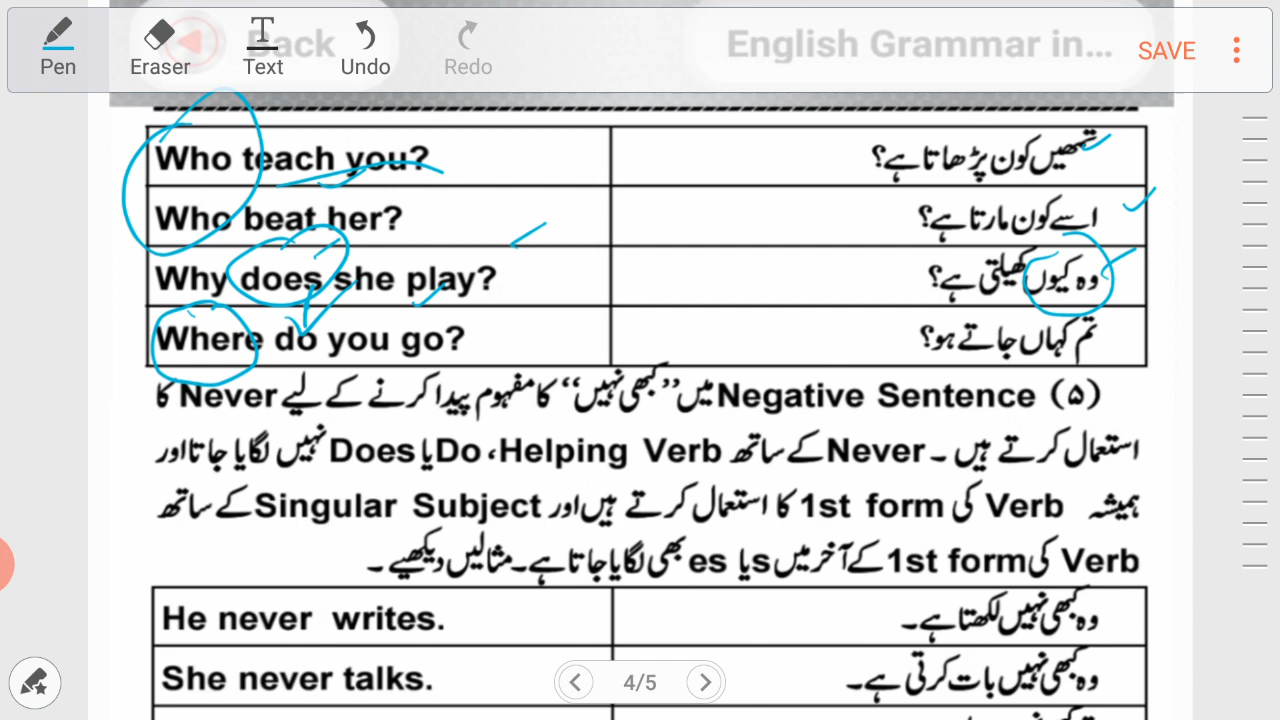 Pen Eraser Text Undo Redo SAVE
Back English Grammar in...
Who teach you? تمھیں کون پڑھاتا ہے؟
Who beat her? اسے کون مارتا ہے؟
Why does she play? وہ کیوں کھیلتی ہے؟
Where do you go? تم کہاں جاتے ہو؟
(۵) Negative Sentence میں ”کبھی نہیں“ کا مفہوم پیدا کرنے کے لیے Never کا
استعمال کرتے ہیں۔ Never کے ساتھ Helping Verb، Do یا Does نہیں لگایا جاتا اور
ہمیشہ Verb کی 1st form کا استعمال کرتے ہیں اور Singular Subject کے ساتھ
Verb کی 1st form کے آخر میں s یا es بھی لگایا جاتا ہے۔ مثالیں دیکھیے۔
He never writes. وہ کبھی نہیں لکھتا ہے۔
She never talks. وہ کبھی نہیں بات کرتی ہے۔
4/5